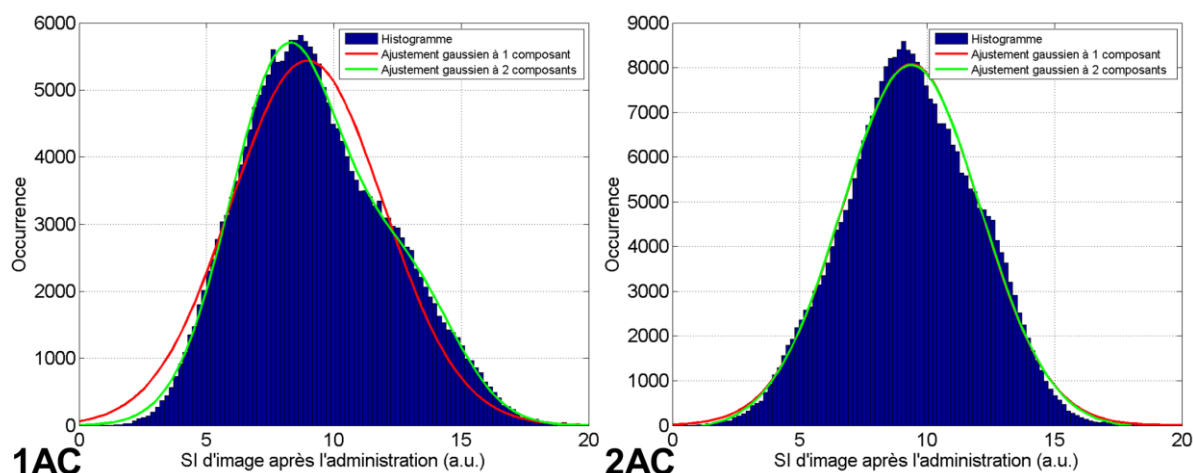 6000
5000
4000
3000
2000
1000
0
Occurrence
Histogramme
Ajustement gaussien à 1 composant
Ajustement gaussien à 2 composants
0 5 10 15 20
SI d'image après l'administration (a.u.)
1AC
9000
8000
7000
6000
5000
4000
3000
2000
1000
0
Occurrence
Histogramme
Ajustement gaussien à 1 composant
Ajustement gaussien à 2 composants
0 5 10 15 20
SI d'image après l'administration (a.u.)
2AC